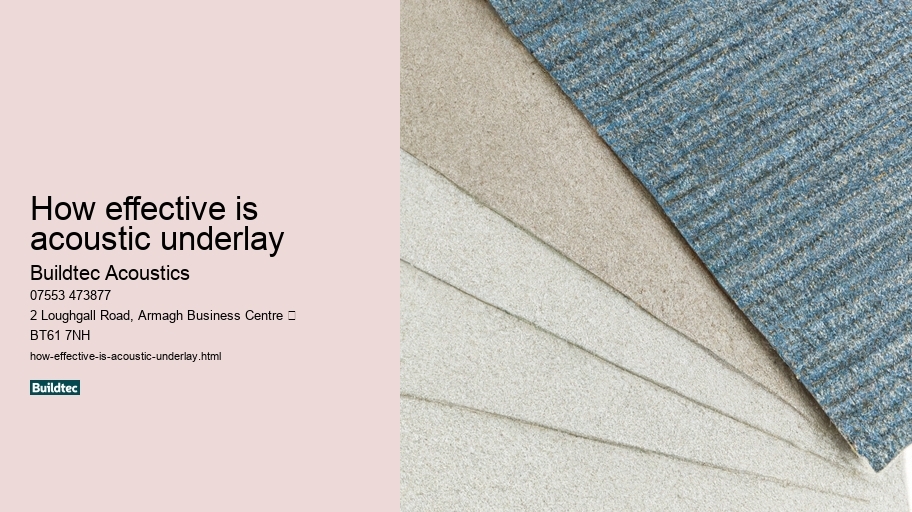 How effective is
acoustic underlay
Buildtec Acoustics
07553 473877
2 Loughgall Road, Armagh Business Centre 
BT61 7NH
how-effective-is-acoustic-underlay.html
Buildtec